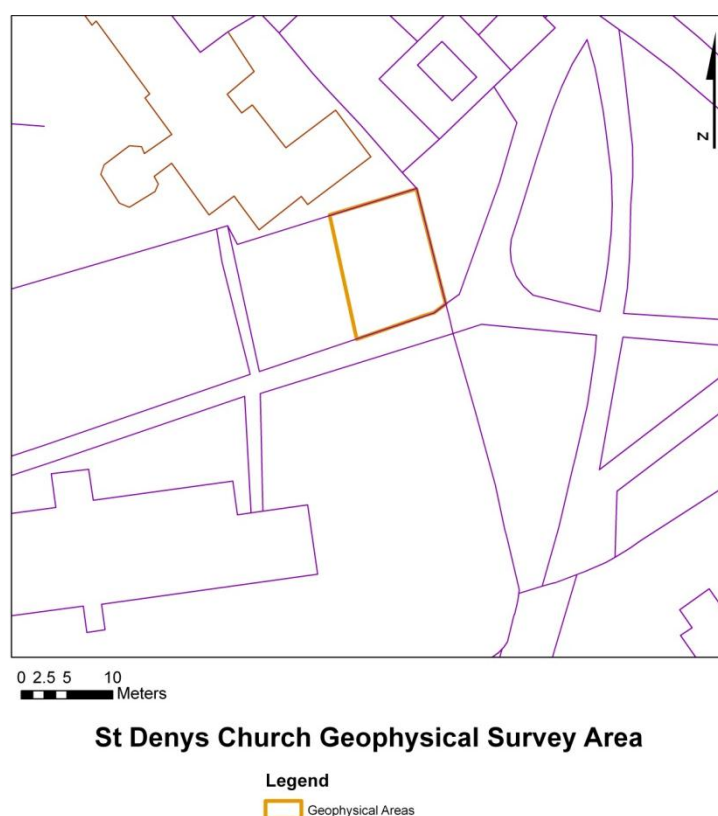 N
0 2.5 5 10
Meters
St Denys Church Geophysical Survey Area
Legend
Geophysical Areas